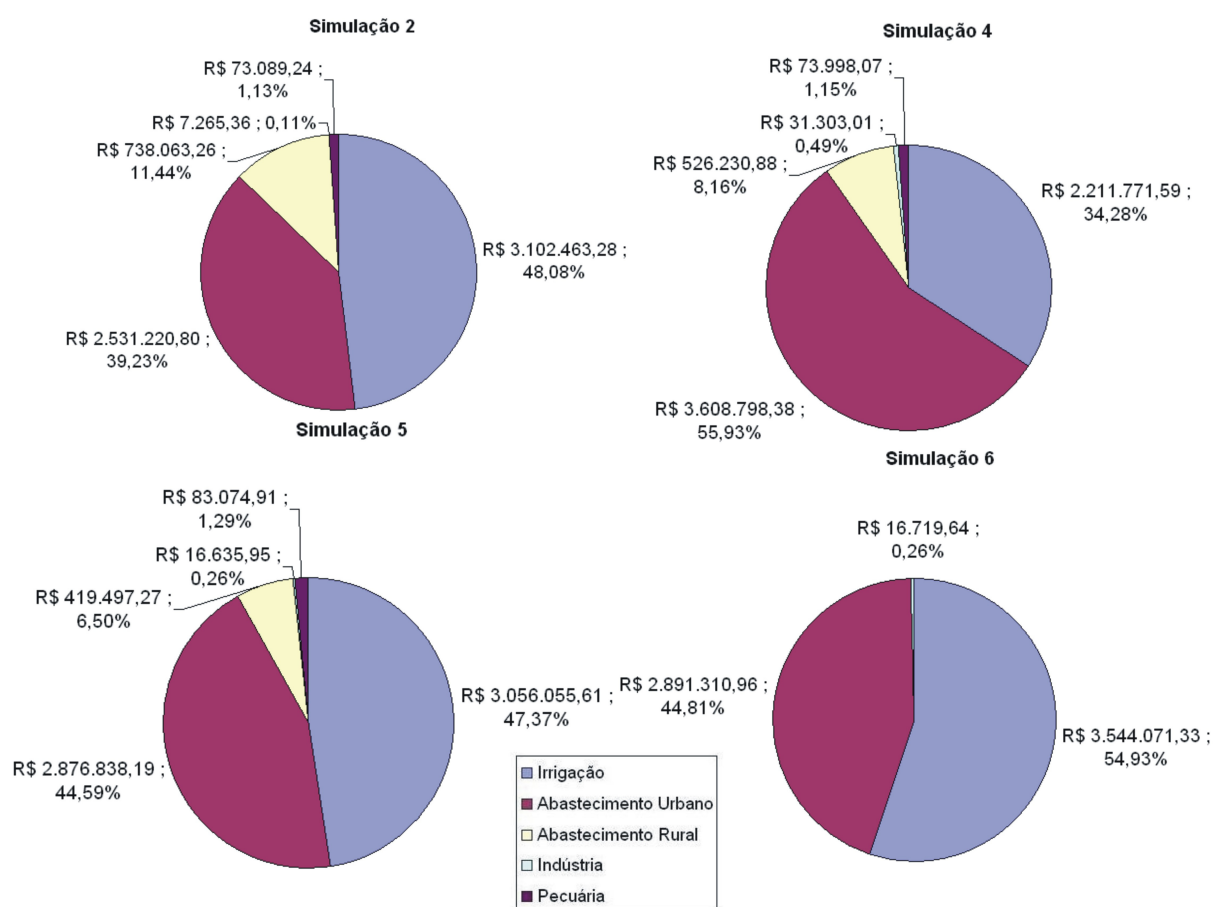 Simulação 2
R$ 73.089,24 ;
1,13%
R$ 7.265,36 ; 0,11%
R$ 738.063,26 ;
11,44%
R$ 3.102.463,28 ;
48,08%
R$ 2.531.220,80 ;
39,23%
Simulação 4
R$ 73.998,07 ;
1,15%
R$ 31.303,01 ;
0,49%
R$ 526.230,88 ;
8,16%
R$ 2.211.771,59 ;
34,28%
R$ 3.608.798,38 ;
55,93%
Simulação 5
R$ 83.074,91 ;
1,29%
R$ 16.635,95 ;
0,26%
R$ 419.497,27 ;
6,50%
R$ 3.056.055,61 ;
47,37%
R$ 2.876.838,19 ;
44,59%
Simulação 6
R$ 16.719,64 ;
0,26%
R$ 2.891.310,96 ;
44,81%
R$ 3.544.071,33 ;
54,93%
Irrigação
Abastecimento Urbano
Abastecimento Rural
Indústria
Pecuária